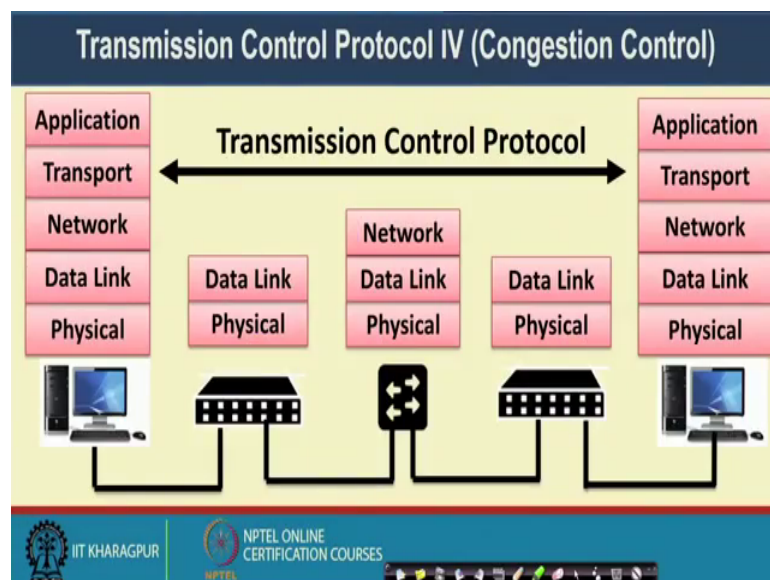 Transmission Control Protocol IV (Congestion Control)
Application
Transport
Network
Data Link
Physical
Transmission Control Protocol
Data Link
Physical
Network
Data Link
Physical
Data Link
Physical
Application
Transport
Network
Data Link
Physical
IIT KHARAGPUR
NPTEL
NPTEL ONLINE
CERTIFICATION COURSES